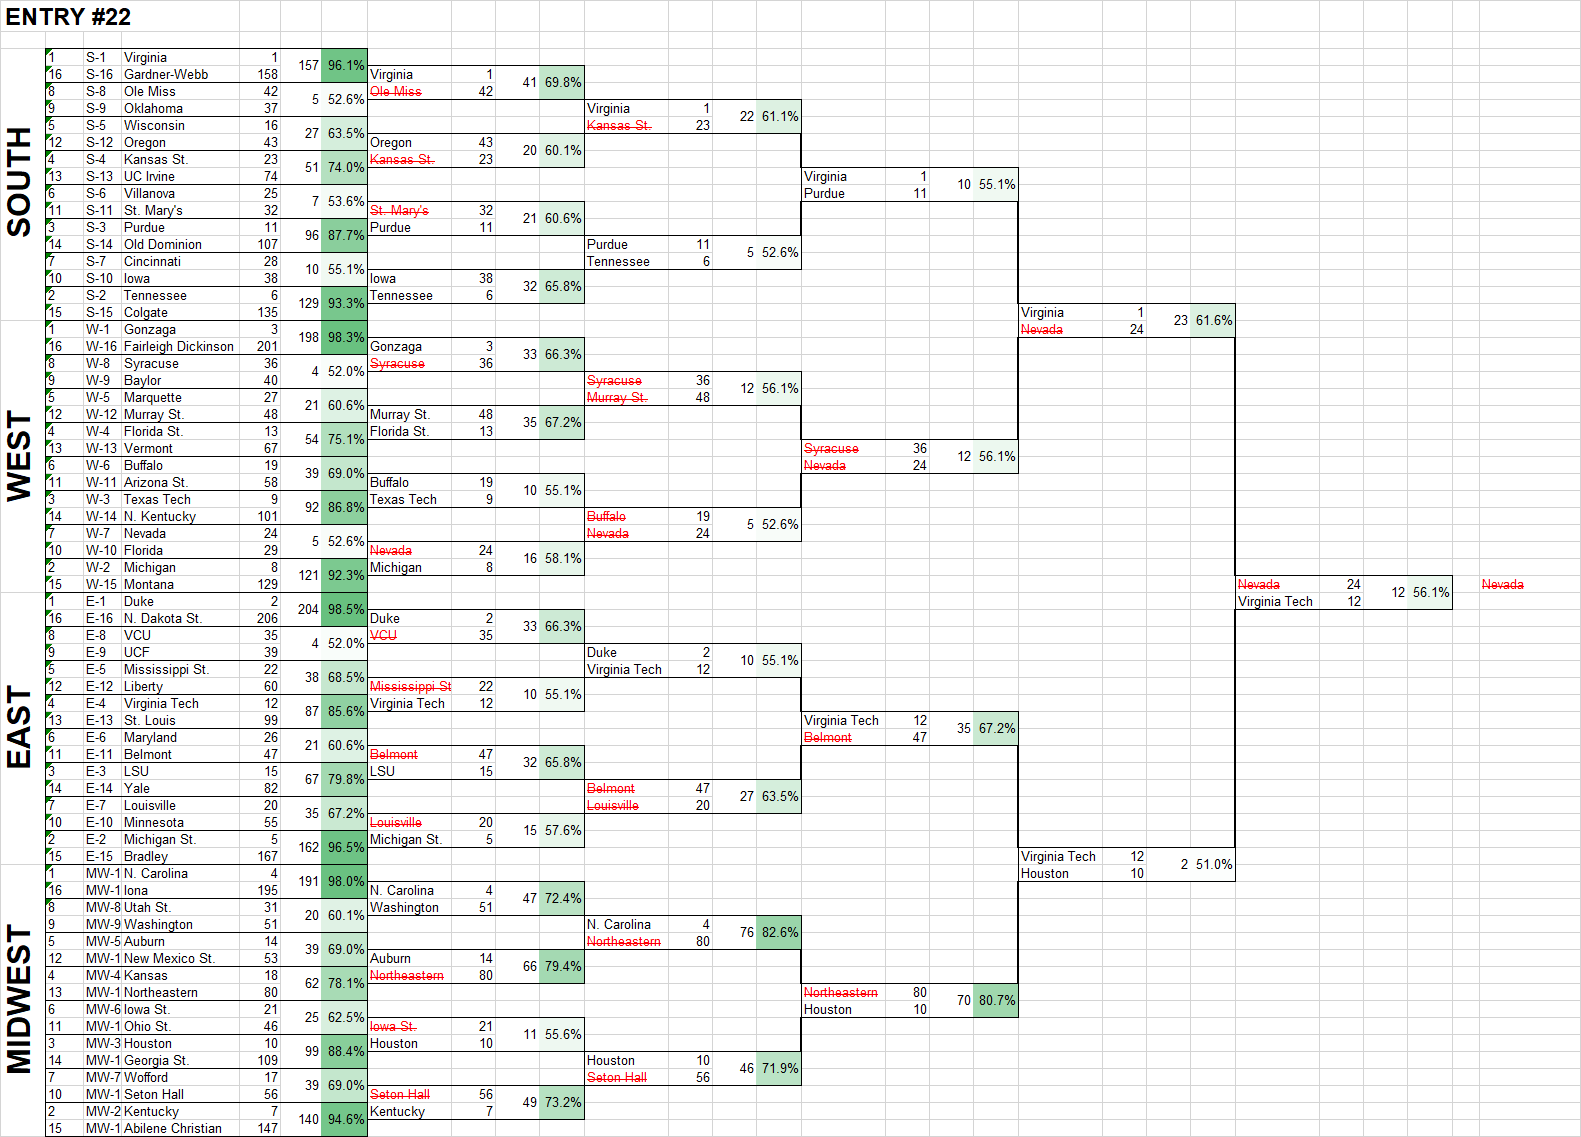 ENTRY #22
SOUTH
1 S-1 Virginia 1
157 96.1%
16 S-16 Gardner-Webb 158
Virginia 1
41 69.8%
8 S-8 Ole Miss 42
Ole Miss 42
5 52.6%
9 S-9 Oklahoma 37
Virginia 1
22 61.1%
5 S-5 Wisconsin 16
Kansas St. 23
27 63.5%
12 S-12 Oregon 43
Oregon 43
20 60.1%
4 S-4 Kansas St. 23
Kansas St. 23
51 74.0%
13 S-13 UC Irvine 74
Virginia 1
10 55.1%
6 S-6 Villanova 25
Purdue 11
7 53.6%
11 S-11 St. Mary's 32
St. Mary's 32
21 60.6%
3 S-3 Purdue 11
Purdue 11
96 87.7%
14 S-14 Old Dominion 107
Purdue 11
5 52.6%
7 S-7 Cincinnati 28
Tennessee 6
10 55.1%
10 S-10 Iowa 38
Iowa 38
32 65.8%
2 S-2 Tennessee 6
Tennessee 6
129 93.3%
15 S-15 Colgate 135
Virginia 1
23 61.6%
WEST
1 W-1 Gonzaga 3
Nevada 24
198 98.3%
16 W-16 Fairleigh Dickinson 201
Gonzaga 3
33 66.3%
8 W-8 Syracuse 36
Syracuse 36
4 52.0%
9 W-9 Baylor 40
Syracuse 36
12 56.1%
5 W-5 Marquette 27
Murray St. 48
21 60.6%
12 W-12 Murray St. 48
Murray St. 48
35 67.2%
4 W-4 Florida St. 13
Florida St. 13
54 75.1%
13 W-13 Vermont 67
Syracuse 36
12 56.1%
6 W-6 Buffalo 19
Nevada 24
39 69.0%
11 W-11 Arizona St. 58
Buffalo 19
10 55.1%
3 W-3 Texas Tech 9
Texas Tech 9
92 86.8%
14 W-14 N. Kentucky 101
Buffalo 19
5 52.6%
7 W-7 Nevada 24
Nevada 24
5 52.6%
10 W-10 Florida 29
Nevada 24
16 58.1%
2 W-2 Michigan 8
Michigan 8
121 92.3%
15 W-15 Montana 129
Nevada 24
12 56.1%
Nevada
EAST
1 E-1 Duke 2
Virginia Tech 12
204 98.5%
16 E-16 N. Dakota St. 206
Duke 2
33 66.3%
8 E-8 VCU 35
VCU 35
4 52.0%
9 E-9 UCF 39
Duke 2
10 55.1%
5 E-5 Mississippi St. 22
Virginia Tech 12
38 68.5%
12 E-12 Liberty 60
Mississippi St 22
10 55.1%
4 E-4 Virginia Tech 12
Virginia Tech 12
87 85.6%
13 E-13 St. Louis 99
Virginia Tech 12
35 67.2%
6 E-6 Maryland 26
Belmont 47
21 60.6%
11 E-11 Belmont 47
Belmont 47
32 65.8%
3 E-3 LSU 15
LSU 15
67 79.8%
14 E-14 Yale 82
Belmont 47
27 63.5%
7 E-7 Louisville 20
Louisville 20
35 67.2%
10 E-10 Minnesota 55
Louisville 20
15 57.6%
2 E-2 Michigan St. 5
Michigan St. 5
162 96.5%
15 E-15 Bradley 167
Virginia Tech 12
2 51.0%
MIDWEST
1 MW-1 N. Carolina 4
Houston 10
191 98.0%
16 MW-1 Iona 195
N. Carolina 4
47 72.4%
8 MW-8 Utah St. 31
Washington 51
20 60.1%
9 MW-9 Washington 51
N. Carolina 4
76 82.6%
5 MW-5 Auburn 14
Northeastern 80
39 69.0%
12 MW-1 New Mexico St. 53
Auburn 14
66 79.4%
4 MW-4 Kansas 18
Northeastern 80
62 78.1%
13 MW-1 Northeastern 80
Northeastern 80
70 80.7%
6 MW-6 Iowa St. 21
Houston 10
25 62.5%
11 MW-1 Ohio St. 46
Iowa St. 21
11 55.6%
3 MW-3 Houston 10
Houston 10
99 88.4%
14 MW-1 Georgia St. 109
Houston 10
46 71.9%
7 MW-7 Wofford 17
Seton Hall 56
39 69.0%
10 MW-1 Seton Hall 56
Seton Hall 56
49 73.2%
2 MW-2 Kentucky 7
Kentucky 7
140 94.6%
15 MW-1 Abilene Christian 147